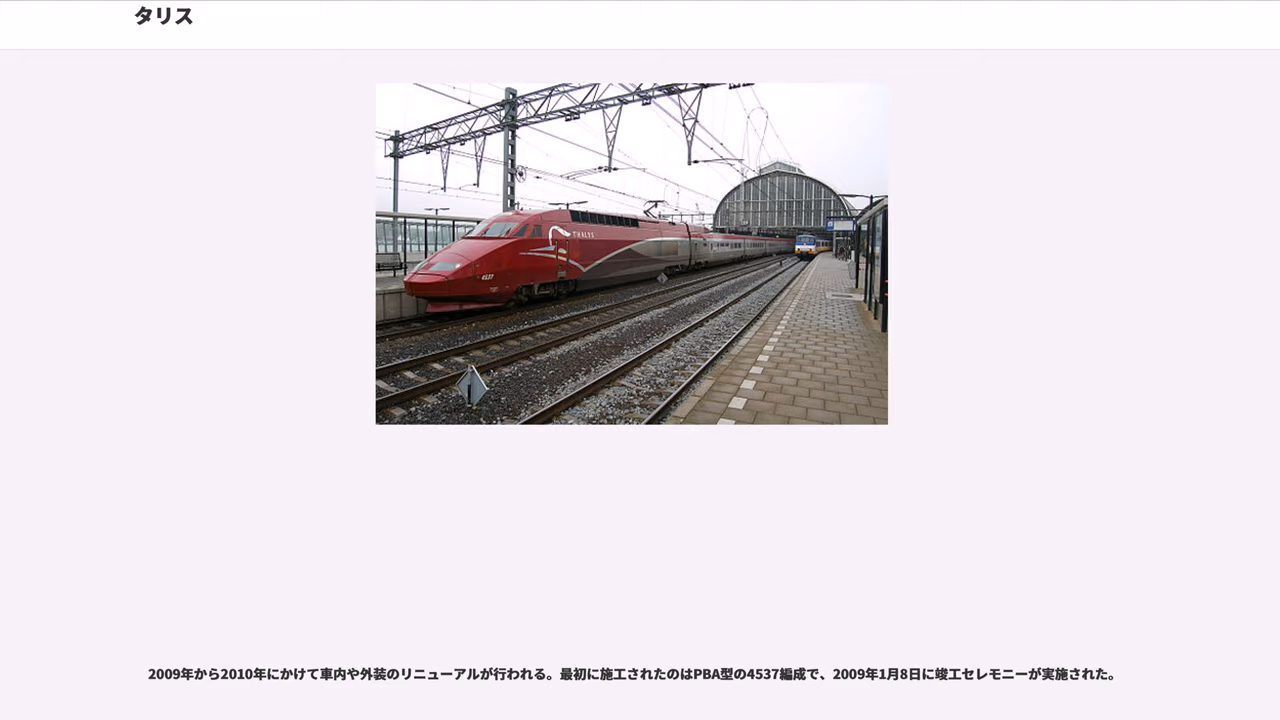 タリス
THALYS
4537
2009年から2010年にかけて車内や外装のリニューアルが行われる。最初に施工されたのはPBA型の4537編成で、2009年1月8日に竣工セレモニーが実施された。